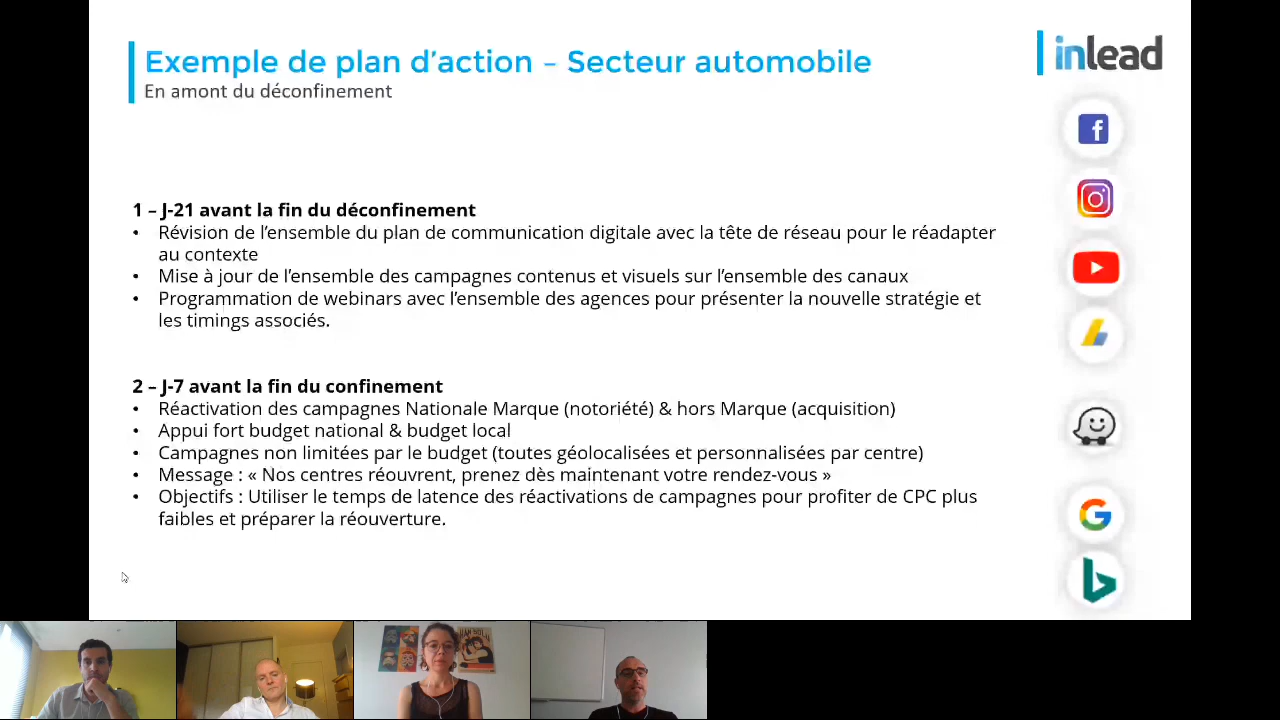 Exemple de plan d’action – Secteur automobile
En amont du déconfinement
inlead
1 – J-21 avant la fin du déconfinement
• Révision de l’ensemble du plan de communication digitale avec la tête de réseau pour le réadapter
au contexte
• Mise à jour de l’ensemble des campagnes contenus et visuels sur l’ensemble des canaux
• Programmation de webinars avec l’ensemble des agences pour présenter la nouvelle stratégie et
les timings associés.
2 – J-7 avant la fin du confinement
• Réactivation des campagnes Nationale Marque (notoriété) & hors Marque (acquisition)
• Appui fort budget national & budget local
• Campagnes non limitées par le budget (toutes géolocalisées et personnalisées par centre)
• Message : « Nos centres réouvrent, prenez dès maintenant votre rendez-vous »
• Objectifs : Utiliser le temps de latence des réactivations de campagnes pour profiter de CPC plus
faibles et préparer la réouverture.
HAN SOLO